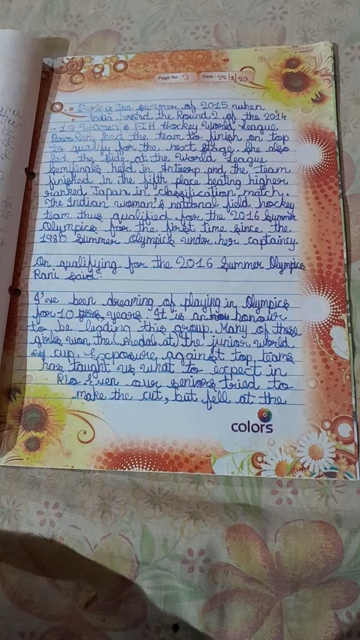 Page No. 3 Date:
During the summer of 2015 when
India hosted the Round 2 of the 2014
-15 Women's FIH Hockey World League
Rani led the team to finish on top
to qualify for the next stage. She also
led the side at the World League
Semifinals held in Antwerp and the team
finished in the fifth place beating higher-
ranked Japan in classification match.
The Indian woman's national field hockey
team thus qualified for the 2016 Summer
Olympics for the first time since the
1980 Summer Olympics under her captaincy.
On qualifying for the 2016 Summer Olympics
Rani said.
I've been dreaming of playing in Olympics
for 10 years. It is an honour
to be leading this group. Many of these
girls won the medal at the junior world
cup. Exposure against top teams
has taught us what to expect in
Rio. Even our seniors tried to
make the cut, but fell at the
colors